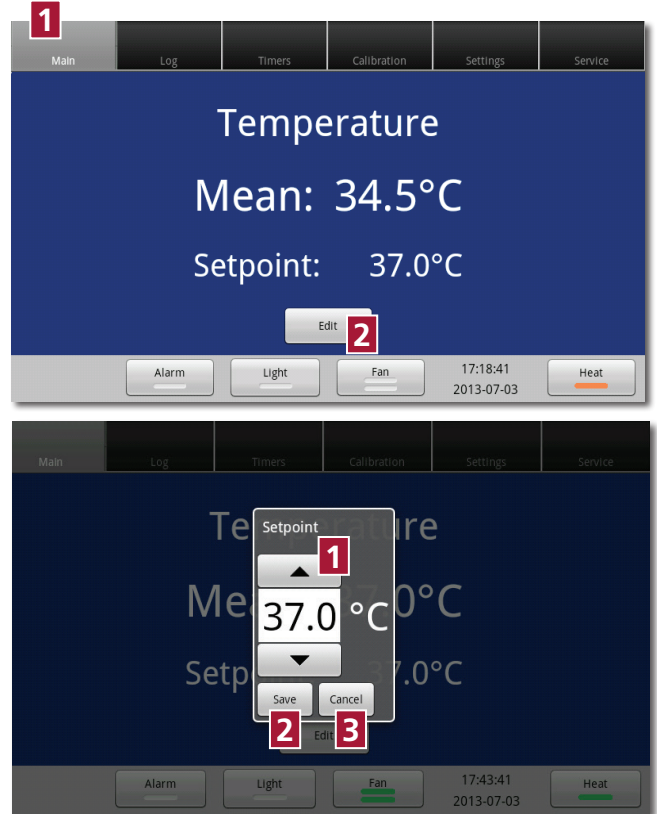 1
Main Log Timers Calibration Settings Service
Temperature
Mean: 34.5°C
Setpoint: 37.0°C
Edit 2
Alarm Light Fan 17:18:41 Heat
2013-07-03
Main Log Timers Calibration Settings Service
Setpoint
1
37.0 °C
Save Cancel
2 3
Edit
Alarm Light Fan 17:43:41 Heat
2013-07-03